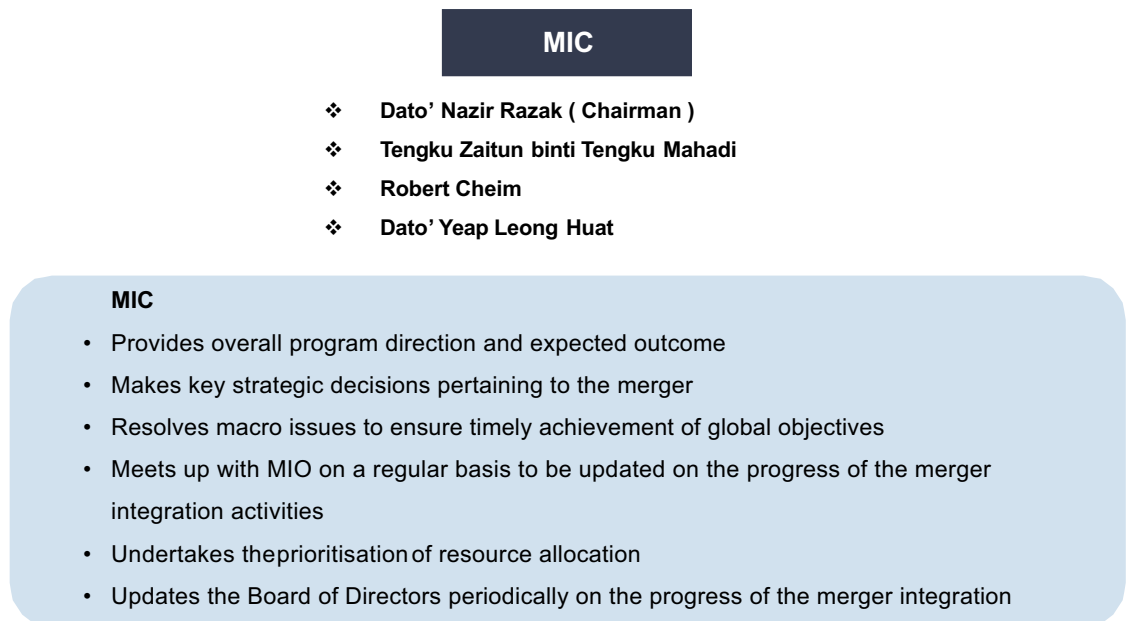 MIC
❖ Dato’ Nazir Razak ( Chairman )
❖ Tengku Zaitun binti Tengku Mahadi
❖ Robert Cheim
❖ Dato’ Yeap Leong Huat
MIC
• Provides overall program direction and expected outcome
• Makes key strategic decisions pertaining to the merger
• Resolves macro issues to ensure timely achievement of global objectives
• Meets up with MIO on a regular basis to be updated on the progress of the merger
integration activities
• Undertakes theprioritisationof resource allocation
• Updates the Board of Directors periodically on the progress of the merger integration